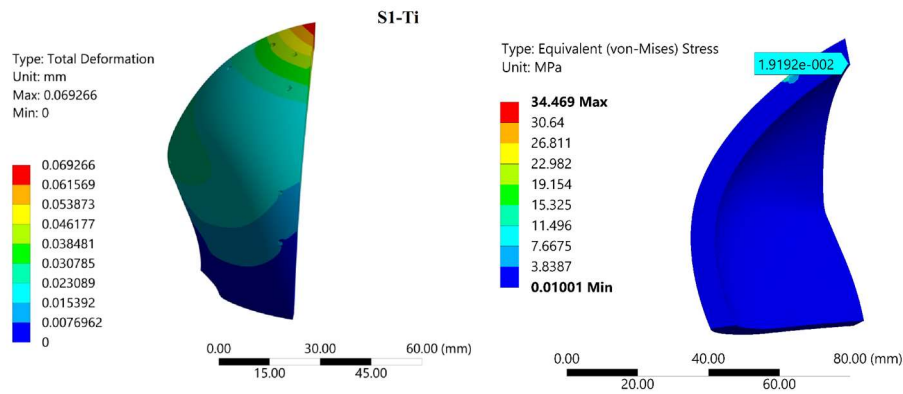 S1-Ti
Type: Total Deformation
Unit: mm
Max: 0.069266
Min: 0
0.069266
0.061569
0.053873
0.046177
0.038481
0.030785
0.023089
0.015392
0.0076962
0
0.00
30.00
60.00 (mm)
15.00
45.00
Type: Equivalent (von-Mises) Stress
Unit: MPa
34.469 Max
30.64
26.811
22.982
19.154
15.325
11.496
7.6675
3.8387
0.01001 Min
1.9192e-002
0.00
40.00
80.00 (mm)
20.00
60.00